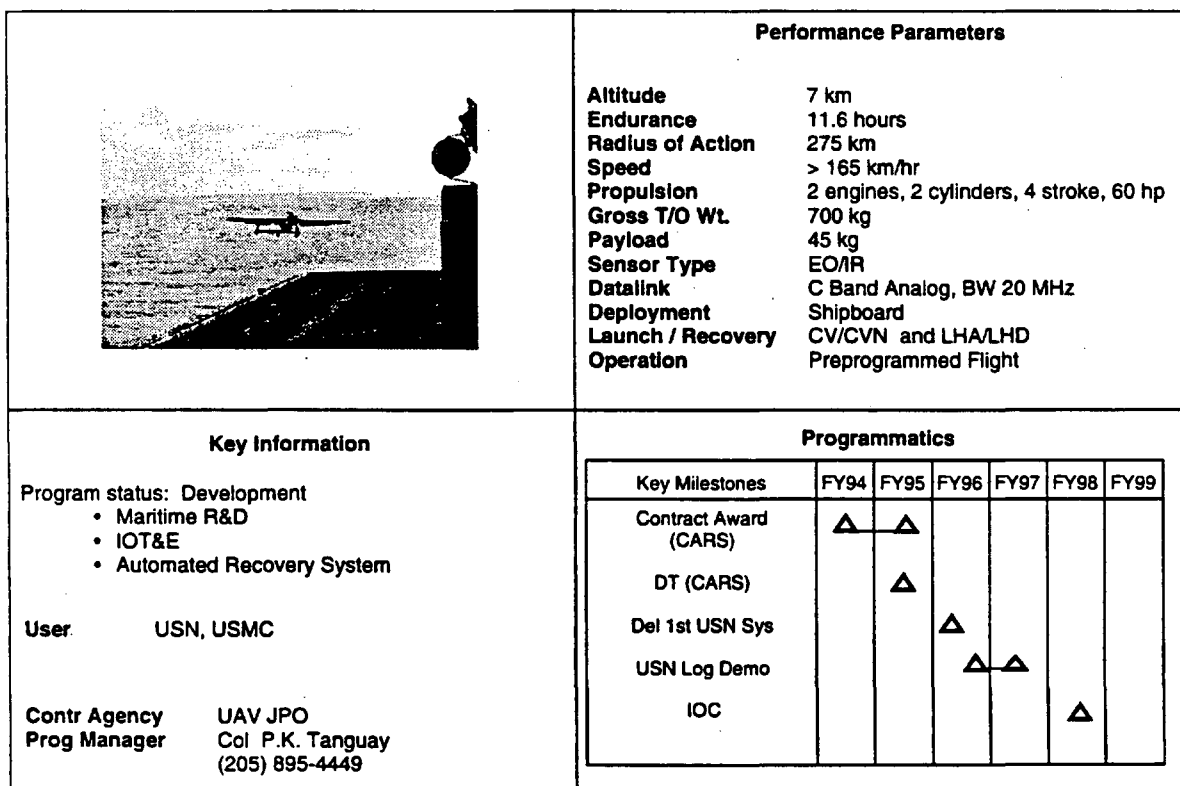 Performance Parameters
Altitude 7 km
Endurance 11.6 hours
Radius of Action 275 km
Speed > 165 km/hr
Propulsion 2 engines, 2 cylinders, 4 stroke, 60 hp
Gross T/O Wt. 700 kg
Payload 45 kg
Sensor Type EO/IR
Datalink C Band Analog, BW 20 MHz
Deployment Shipboard
Launch / Recovery CV/CVN and LHA/LHD
Operation Preprogrammed Flight
Key Information
Program status: Development
• Maritime R&D
• IOT&E
• Automated Recovery System
User USN, USMC
Contr Agency UAV JPO
Prog Manager Col P.K. Tanguay
(205) 895-4449
Programmatics
Key Milestones FY94 FY95 FY96 FY97 FY98 FY99
Contract Award
(CARS)
DT (CARS)
Del 1st USN Sys
USN Log Demo
IOC